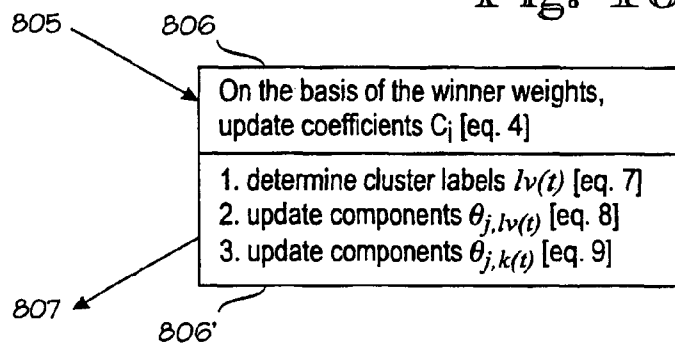 805
806
On the basis of the winner weights,
update coefficients Cj [eq. 4]
1. determine cluster labels lv(t) [eq. 7]
2. update components θj,lv(t) [eq. 8]
3. update components θj,k(t) [eq. 9]
807
806'